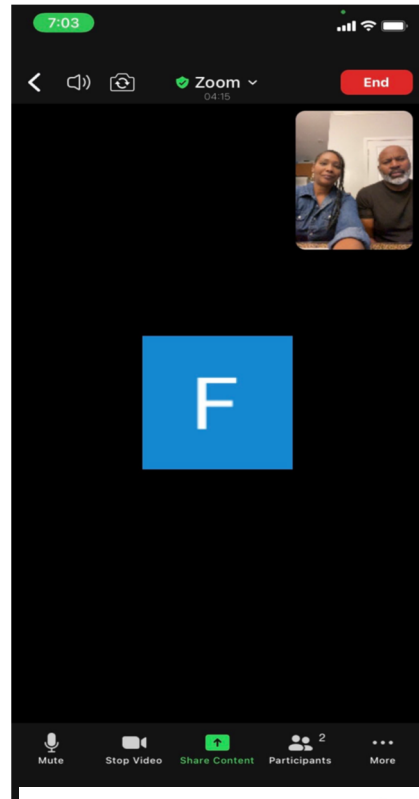 7:03
Zoom
End
04:15
F
2
Mute
Stop Video
Share Content
Participants
More